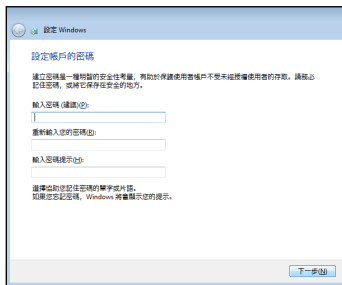 設定 Windows
設定帳戶的密碼
建立密碼是一種明智的安全性考量，有助於保護使用者帳戶不受未經授權使用者的存取。請務必
記住密碼，或將它保存在安全的地方。
輸入密碼 (建議)(P):
重新輸入您的密碼(R):
輸入密碼提示(H):
選擇協助您記住密碼的單字或片語。
如果您忘記密碼，Windows 將會顯示您的提示。
下一步(N)